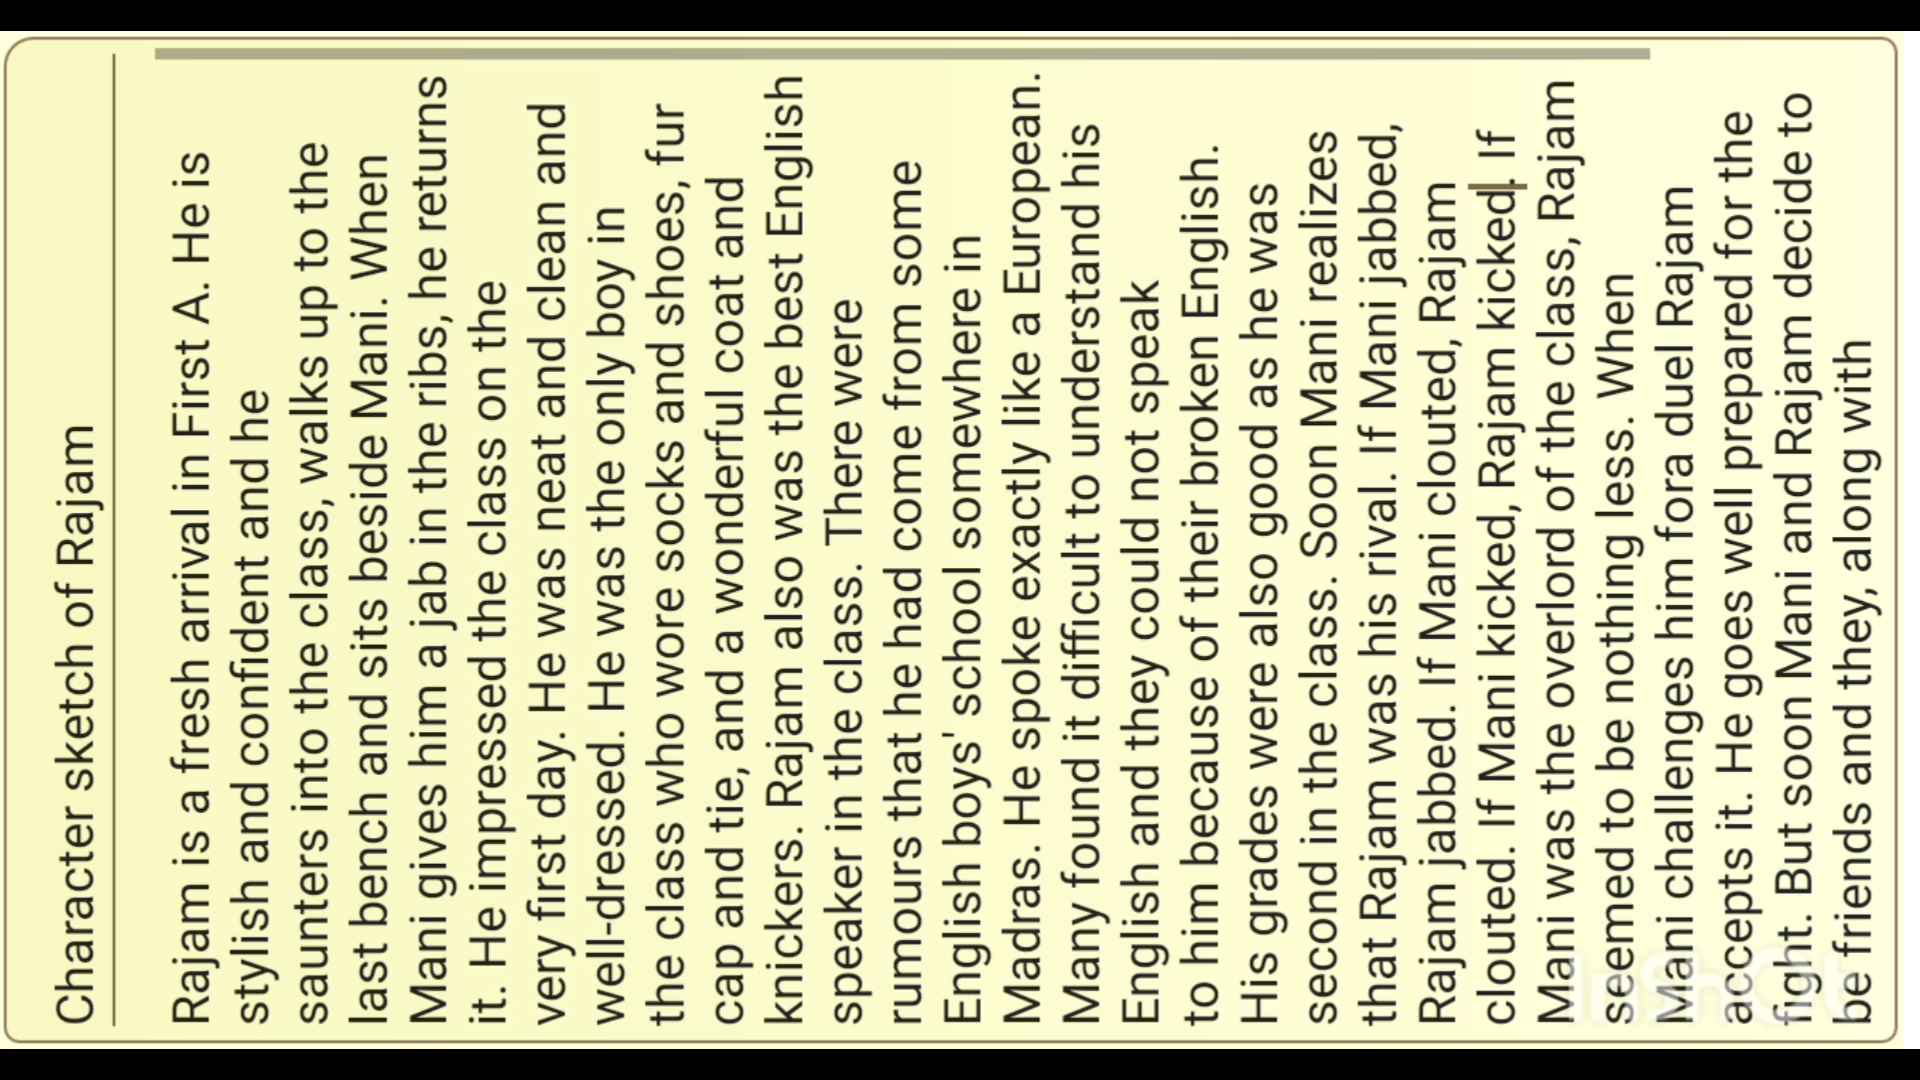 Character sketch of Rajam
Rajam is a fresh arrival in First A. He is
stylish and confident and he
saunters into the class, walks up to the
last bench and sits beside Mani. When
Mani gives him a jab in the ribs, he returns
it. He impressed the class on the
very first day. He was neat and clean and
well-dressed. He was the only boy in
the class who wore socks and shoes, fur
cap and tie, and a wonderful coat and
knickers. Rajam also was the best English
speaker in the class. There were
rumours that he had come from some
English boys' school somewhere in
Madras. He spoke exactly like a European.
Many found it difficult to understand his
English and they could not speak
to him because of their broken English.
His grades were also good as he was
second in the class. Soon Mani realizes
that Rajam was his rival. If Mani jabbed,
Rajam jabbed. If Mani clouted, Rajam
clouted. If Mani kicked, Rajam kicked. If
Mani was the overlord of the class, Rajam
seemed to be nothing less. When
Mani challenges him fora duel Rajam
accepts it. He goes well prepared for the
fight. But soon Mani and Rajam decide to
be friends and they, along with
InShOt